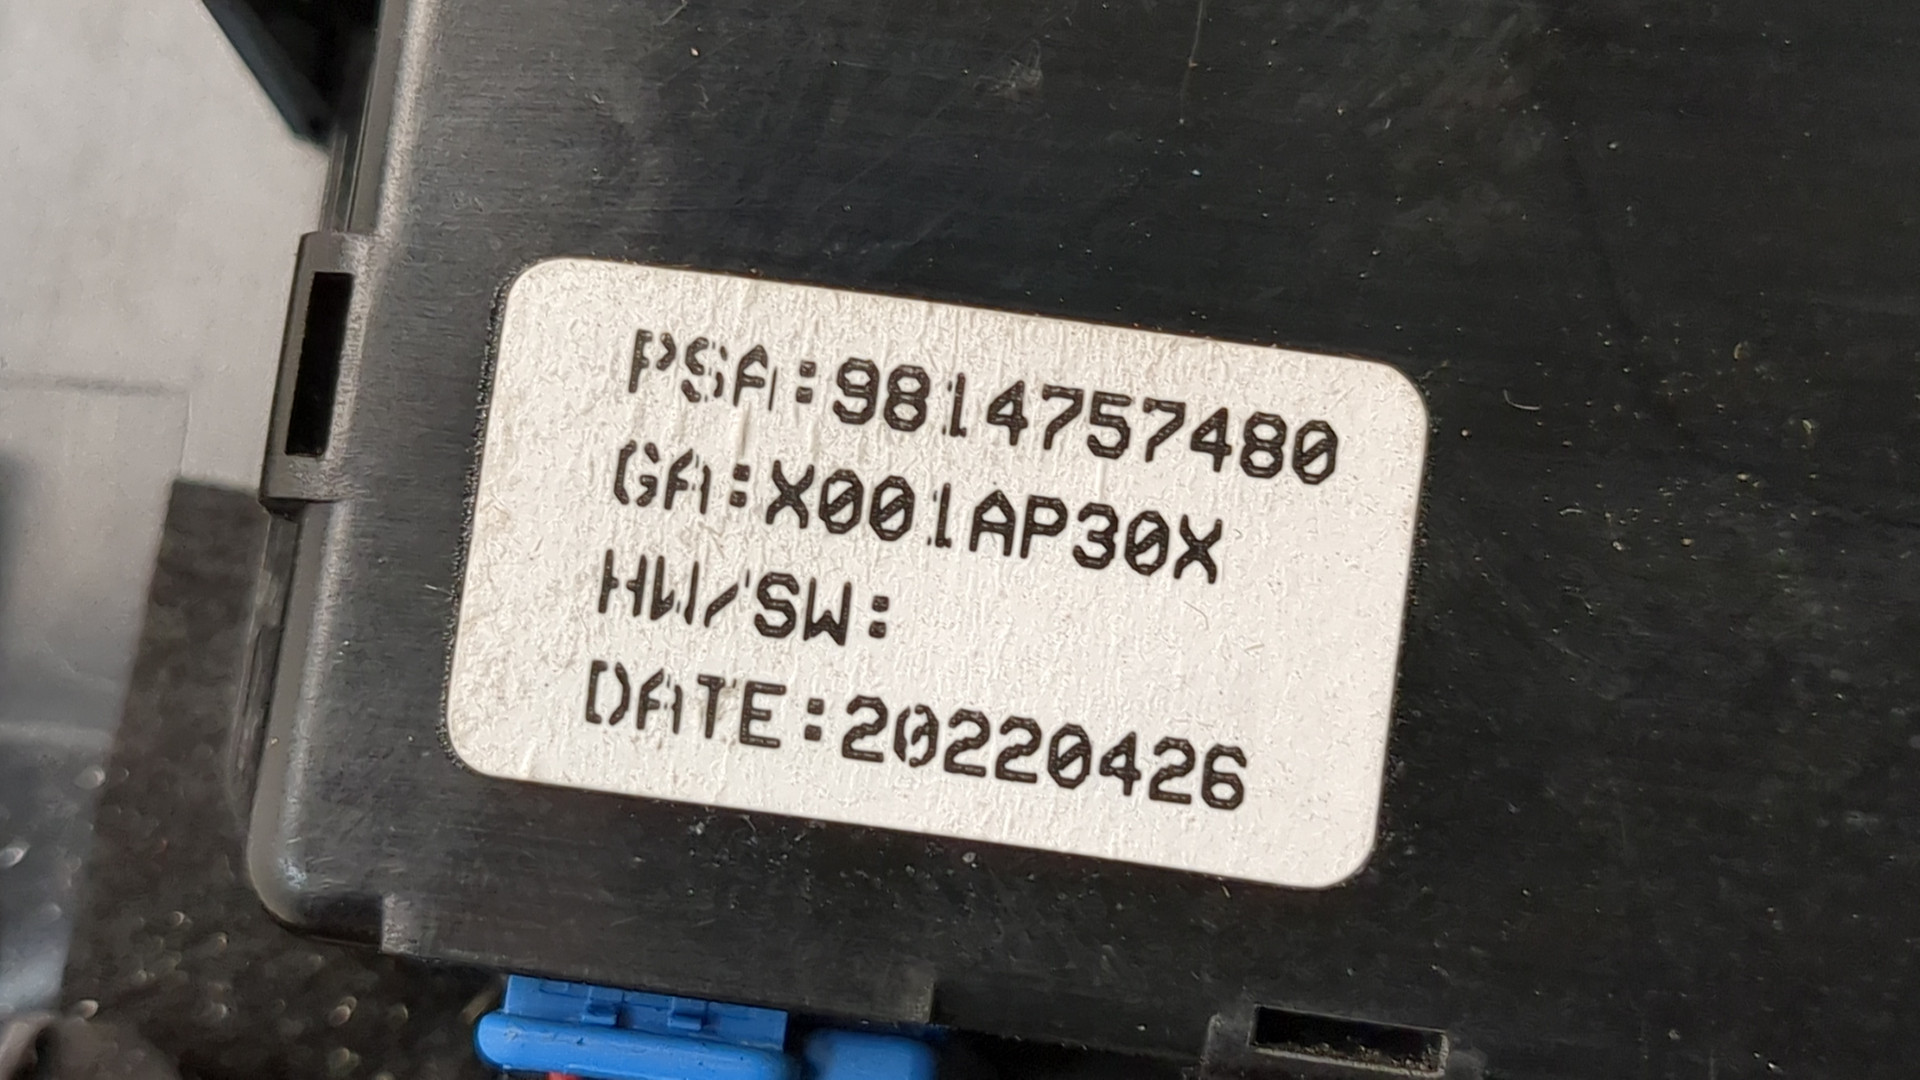 PSA:9814757480
GA:X001AP30X
HW/SW:
DATE:20220426